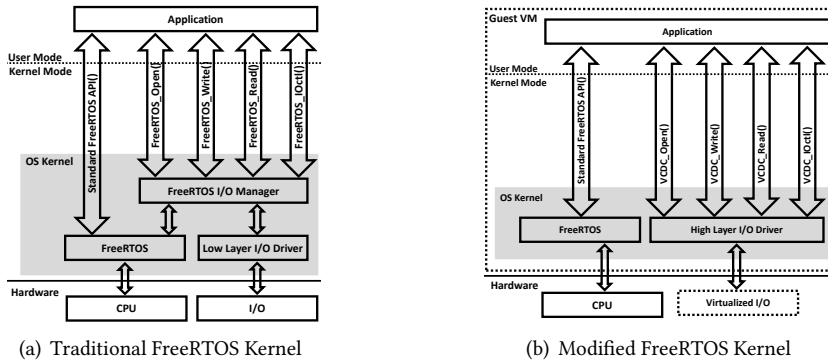 Application
User Mode
Kernel Mode
Standard FreeRTOS API()
FreeRTOS_Open()
FreeRTOS_Write()
FreeRTOS_Read()
FreeRTOS_IOctl()
OS Kernel
FreeRTOS I/O Manager
FreeRTOS
Low Layer I/O Driver
Hardware
CPU
I/O
(a) Traditional FreeRTOS Kernel
Guest VM
Application
User Mode
Kernel Mode
Standard FreeRTOS API()
VCDC_Open()
VCDC_Write()
VCDC_Read()
VCDC_IOctl()
OS Kernel
FreeRTOS
High Layer I/O Driver
Hardware
CPU
Virtualized I/O
(b) Modified FreeRTOS Kernel